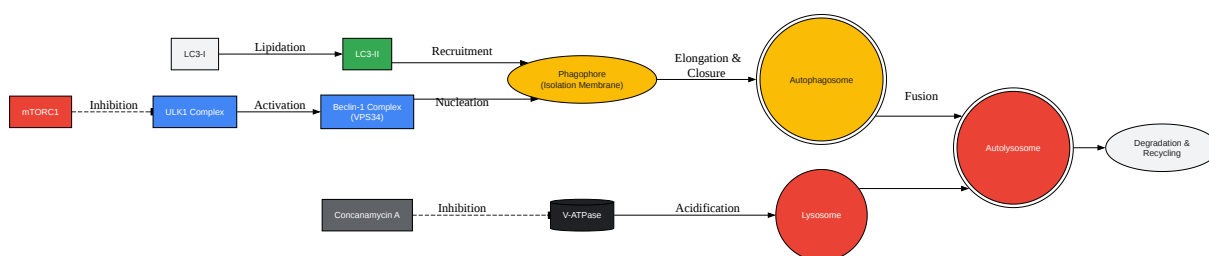 LC3-I
Lipidation
LC3-II
Recruitment
Phagophore
(Isolation Membrane)
Elongation &
Closure
Autophagosome
mTORC1
Inhibition
ULK1 Complex
Activation
Beclin-1 Complex
(VPS34)
Nucleation
Fusion
Autolysosome
Degradation &
Recycling
Concanamycin A
Inhibition
V-ATPase
Acidification
Lysosome